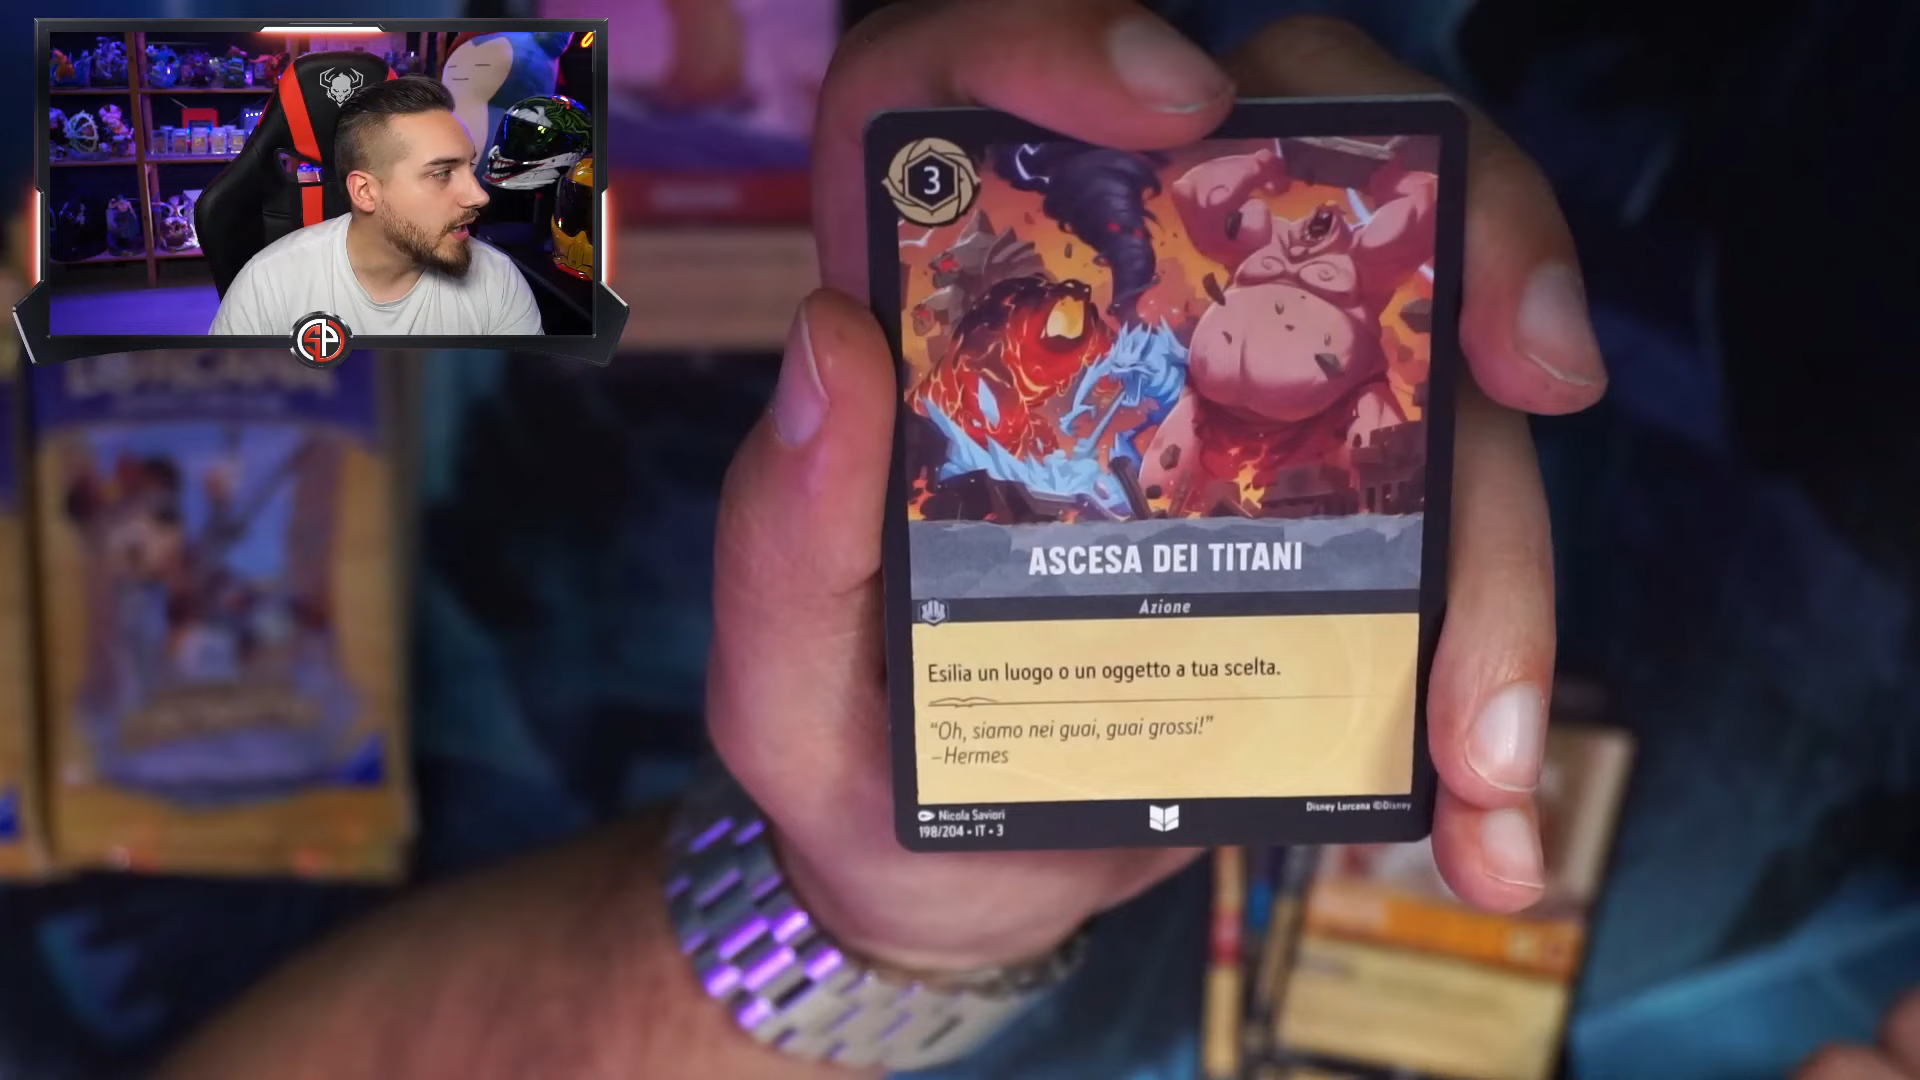 3
ASCESA DEI TITANI
Azione
Esilia un luogo o un oggetto a tua scelta.
“Oh, siamo nei guai, guai grossi!”
–Hermes
Nicola Saviori
198/204 • IT • 3
Disney Lorcana ©Disney
SP